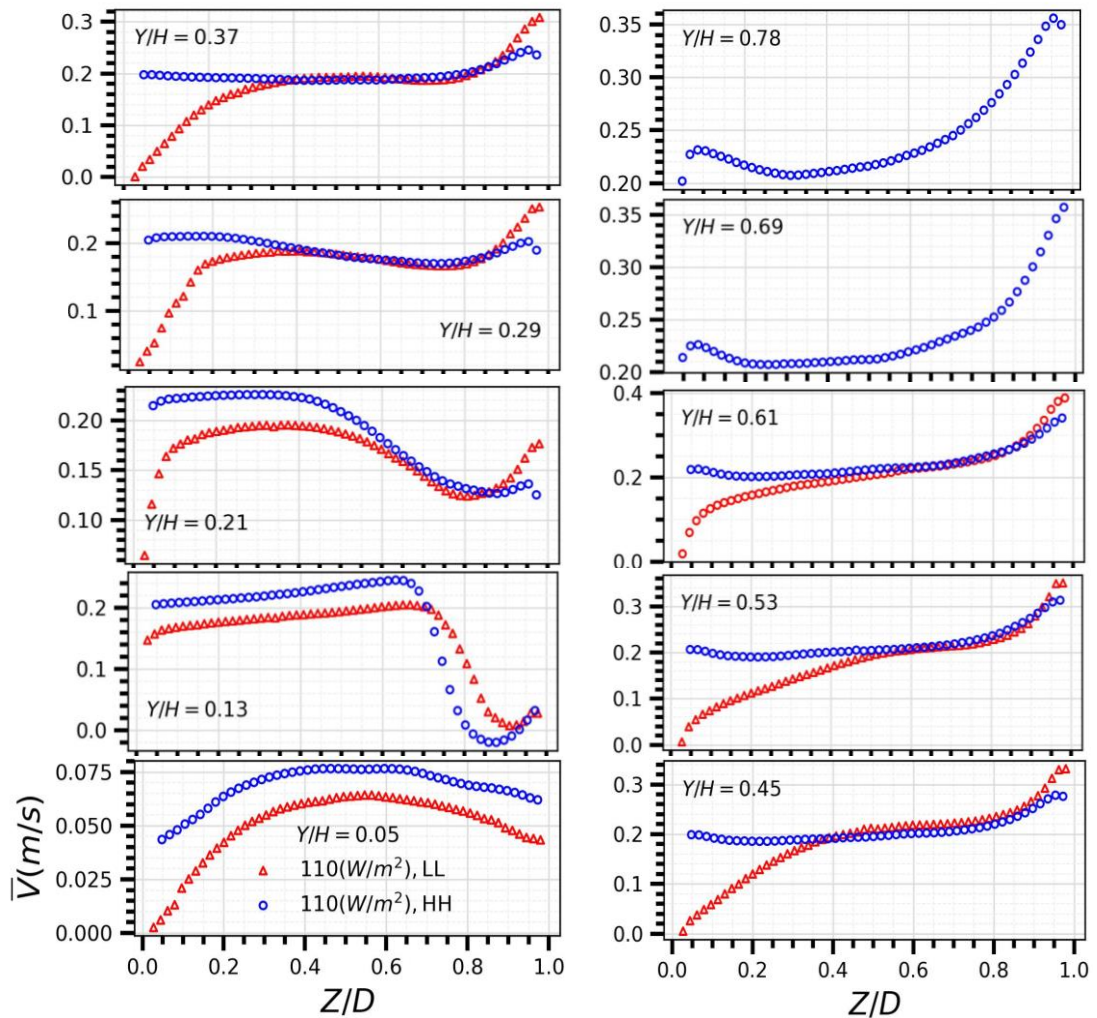 0.3
0.2
0.1
0.0
Y/H = 0.37
0.2
0.1
Y/H = 0.29
0.20
0.15
0.10
Y/H = 0.21
0.2
0.1
0.0
Y/H = 0.13
0.075
0.050
0.025
0.000
Y/H = 0.05
110(W/m²), LL
110(W/m²), HH
V̅(m/s)
0.0 0.2 0.4 0.6 0.8 1.0
Z/D
0.35
0.30
0.25
0.20
Y/H = 0.78
0.35
0.30
0.25
0.20
Y/H = 0.69
0.4
0.2
0.0
Y/H = 0.61
0.3
0.2
0.1
0.0
Y/H = 0.53
0.3
0.2
0.1
0.0
Y/H = 0.45
0.0 0.2 0.4 0.6 0.8 1.0
Z/D